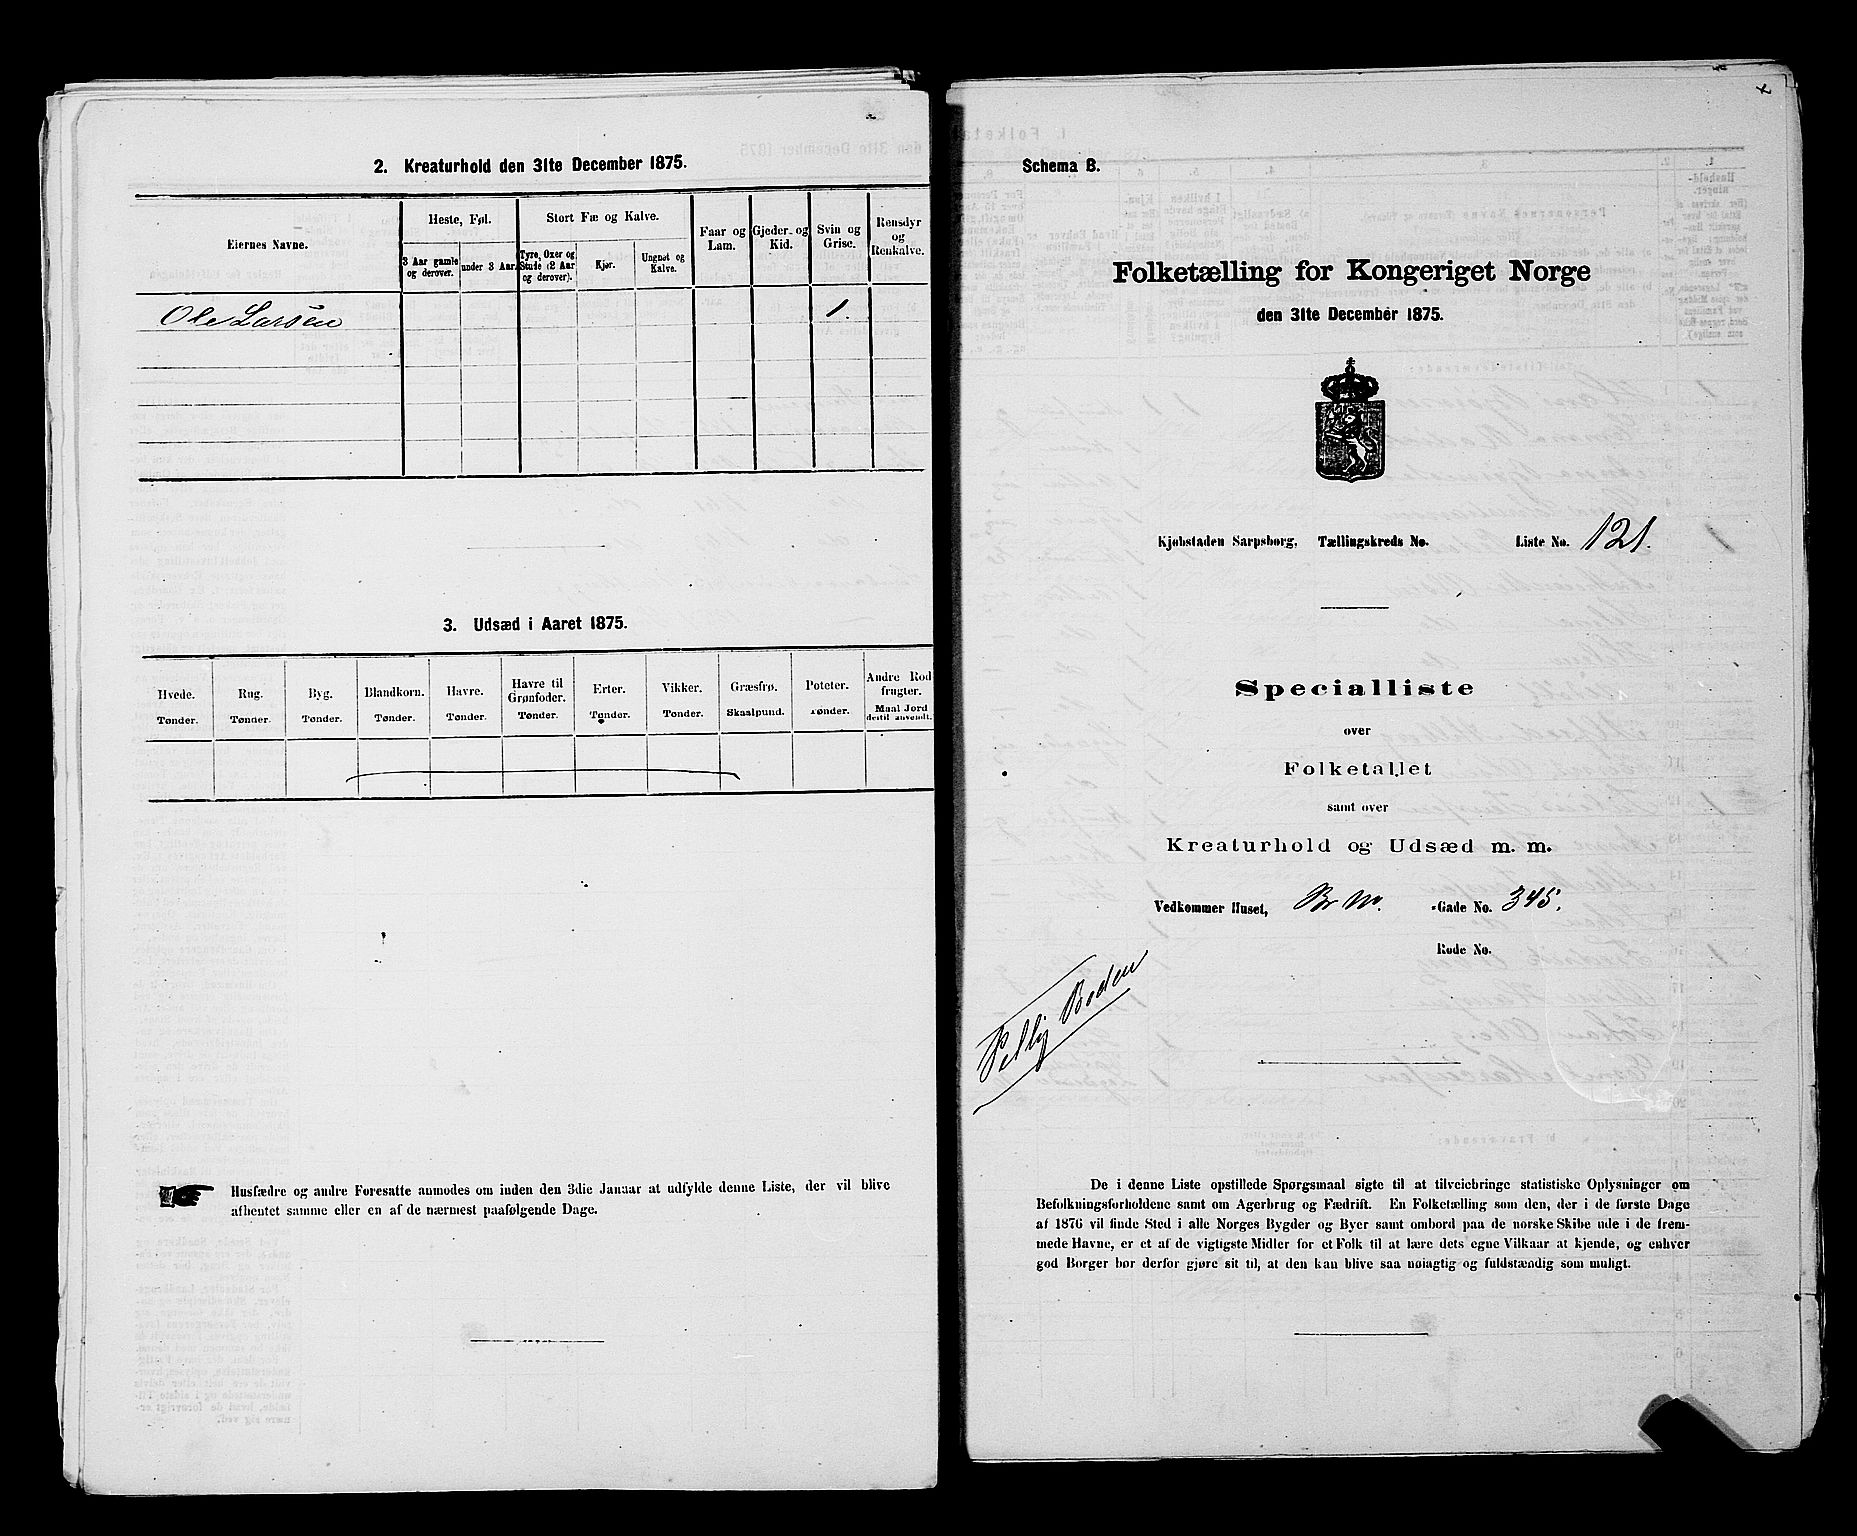 2. Kreaturhold den 31te December 1875.
Eiernes Navne.
Heste, Føl.
Stort Fæ og Kalve.
Faar og Lam.
Gjeder og Kid.
Svin og Grise.
Rensdyr og Renkalve.
3 Aar gamle og derover.
under 3 Aar.
Tyre, Oxer og Stude (2 Aar og derover).
Kjør.
Ungnøt og Kalve.
Ole Larsen 1.
3. Udsæd i Aaret 1875.
Hvede. Rug. Byg. Blandkorn. Havre. Havre til Grønfoder. Erter. Vikker. Græsfrø. Poteter. Andre Rodfrugter.
Tønder. Tønder. Tønder. Tønder. Tønder. Tønder. Tønder. Tønder. Skaalpund. Tønder. Maal Jord dertil anvendt.
Husfædre og andre Foresatte anmodes om inden den 3die Januar at udfylde denne Liste, der vil blive
afhentet samme eller en af de nærmest paafølgende Dage.
Schema B.
Folketælling for Kongeriget Norge
den 31te December 1875.
Kjøbstaden Sarpsborg, Tællingskreds No. Liste No. 121.
Specialliste
over
Folketallet
samt over
Kreaturhold og Udsæd m. m.
Vedkommer Huset, Br No. -Gade No. 345.
Rode No.
De i denne Liste opstillede Spørgsmaal sigte til at tilveiebringe statistiske Oplysninger om
Befolkningsforholdene samt om Agerbrug og Fædrift. En Folketælling som den, der i de første Dage
af 1876 vil finde Sted i alle Norges Bygder og Byer samt ombord paa de norske Skibe ude i de frem-
mede Havne, er et af de vigtigste Midler for et Folk til at lære dets egne Vilkaar at kjende, og enhver
god Borger bør derfor gjøre sit til, at den kan blive saa nøiagtig og fuldstændig som muligt.